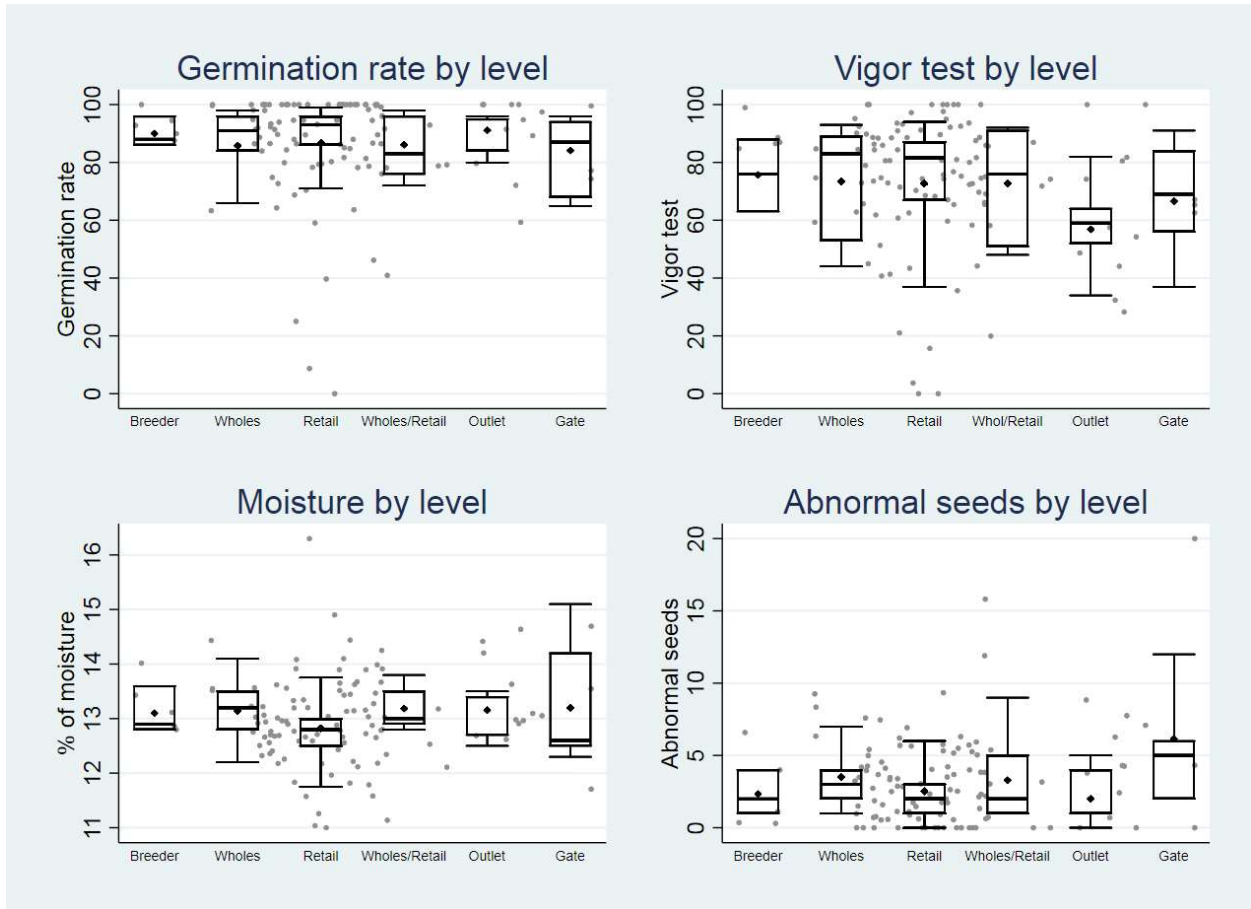 Germination rate by level
Germination rate
100
80
60
40
20
0
Breeder Wholes Retail Wholes/Retail Outlet Gate
Vigor test by level
Vigor test
100
80
60
40
20
0
Breeder Wholes Retail Whol/Retail Outlet Gate
Moisture by level
% of moisture
16
15
14
13
12
11
Breeder Wholes Retail Wholes/Retail Outlet Gate
Abnormal seeds by level
Abnormal seeds
20
15
10
5
0
Breeder Wholes Retail Wholes/Retail Outlet Gate